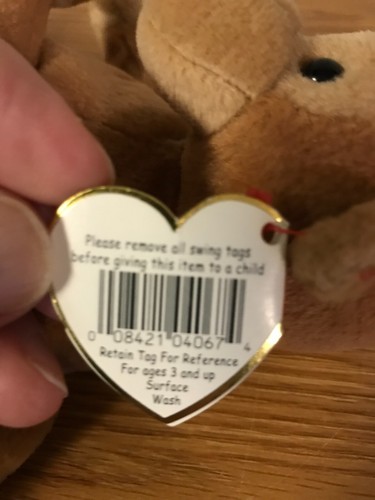 Please remove all swing tags
before giving this item to a child
0 08421 04067 4
Retain Tag For Reference
For ages 3 and up
Surface
Wash